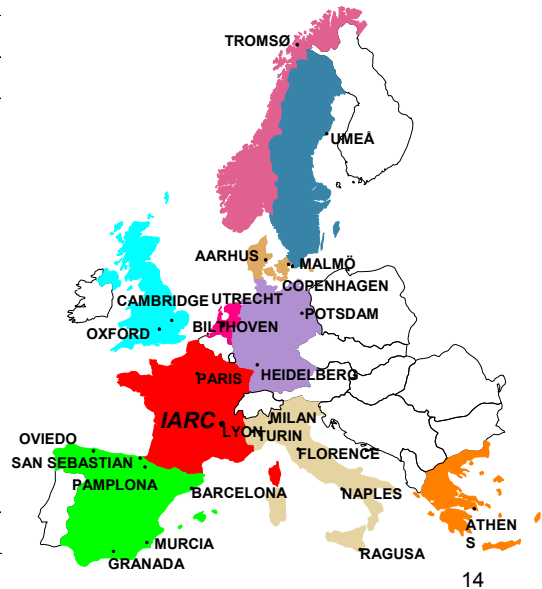 TROMSØ
UMEÅ
AARHUS
MALMÖ
COPENHAGEN
CAMBRIDGE
UTRECHT
POTSDAM
OXFORD
BILTHOVEN
PARIS
HEIDELBERG
IARC
LYON
MILAN
TURIN
OVIEDO
FLORENCE
SAN SEBASTIAN
PAMPLONA
BARCELONA
NAPLES
ATHEN
S
MURCIA
RAGUSA
GRANADA
14